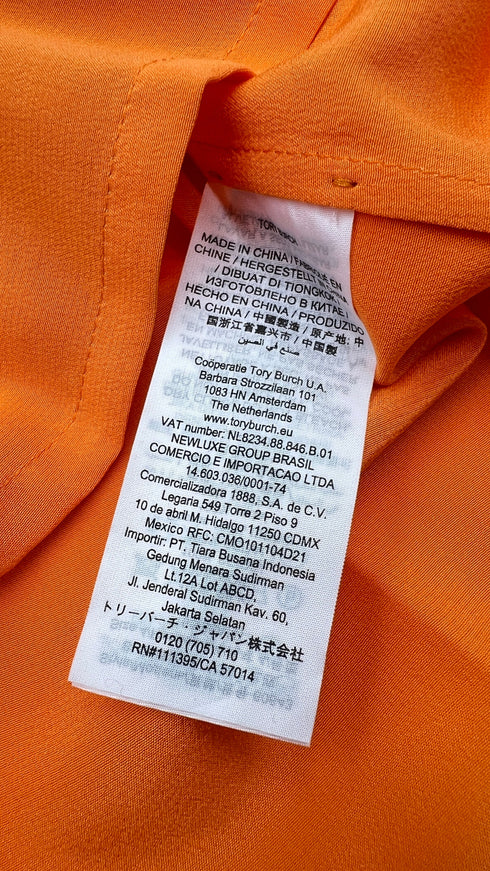 TORY BURCH
MADE IN CHINA / FABRIQUÉ EN
CHINE / HERGESTELLT IN
/ DIBUAT DI TIONGKOK /
ИЗГОТОВЛЕНО В КИТАЕ /
HECHO EN CHINA / PRODUZIDO
NA CHINA / 中國製造 / 原产地: 中
国浙江省嘉兴市 / 中国製
صنع في الصين
Coöperatie Tory Burch U.A.
Barbara Strozzilaan 101
1083 HN Amsterdam
The Netherlands
www.toryburch.eu
VAT number: NL8234.88.846.B.01
NEWLUXE GROUP BRASIL
COMERCIO E IMPORTACAO LTDA
14.603.036/0001-74
Comercializadora 1888, S.A. de C.V.
Legaria 549 Torre 2 Piso 9
10 de abril M. Hidalgo 11250 CDMX
Mexico RFC: CMO101104D21
Importir: PT. Tiara Busana Indonesia
Gedung Menara Sudirman
Lt.12A Lot ABCD,
Jl. Jenderal Sudirman Kav. 60,
Jakarta Selatan
トリーバーチ・ジャパン株式会社
0120 (705) 710
RN#111395/CA 57014